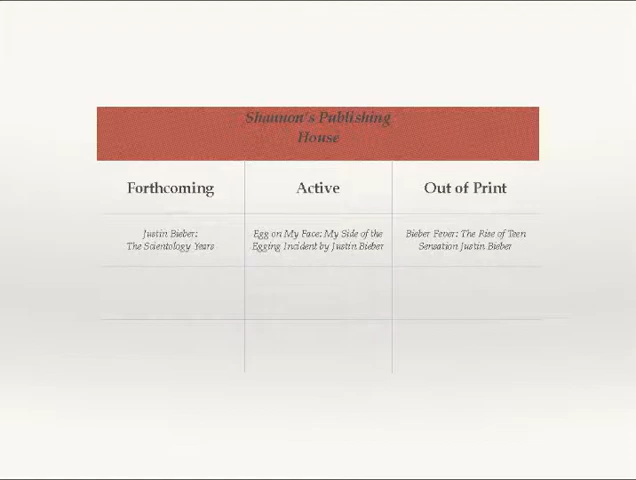 Shannon's Publishing
House
Forthcoming
Active
Out of Print
Justin Bieber:
The Scientology Years
Egg on My Face: My Side of the
Egging Incident by Justin Bieber
Bieber Fever: The Rise of Teen
Sensation Justin Bieber